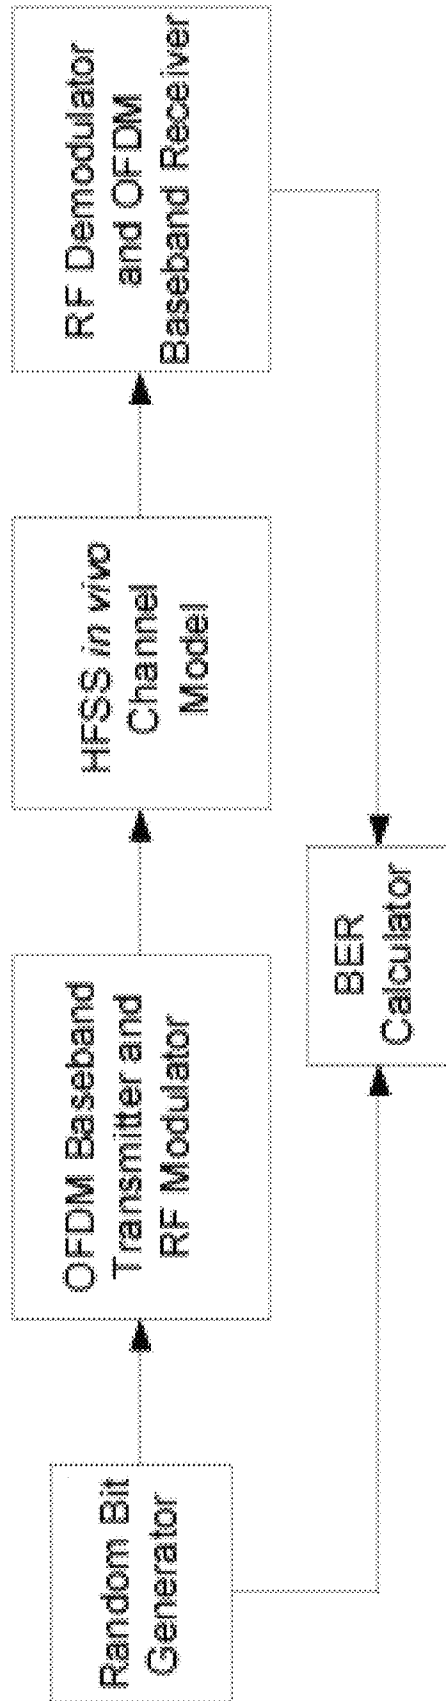 Random Bit
Generator
OFDM Baseband
Transmitter and
RF Modulator
HFSS in vivo
Channel
Model
RF Demodulator
and OFDM
Baseband Receiver
BER
Calculator